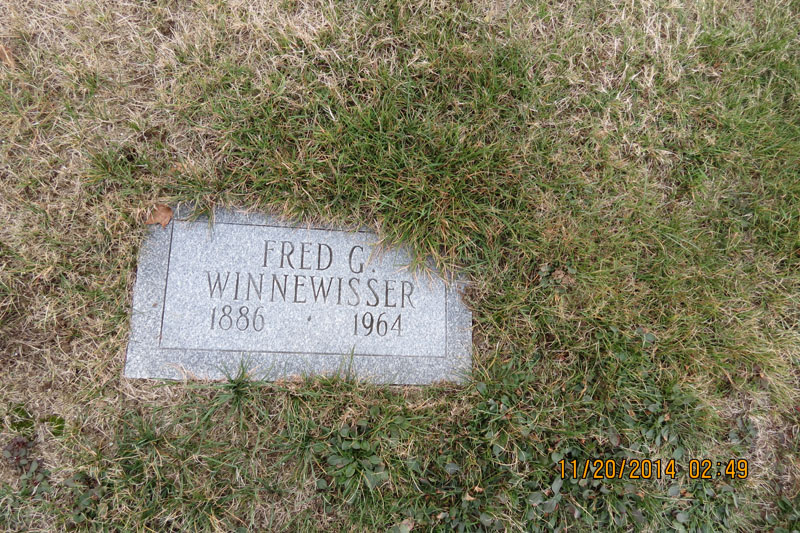 FRED G.
WINNEWISSER
1886 · 1964
11/20/2014 02:49